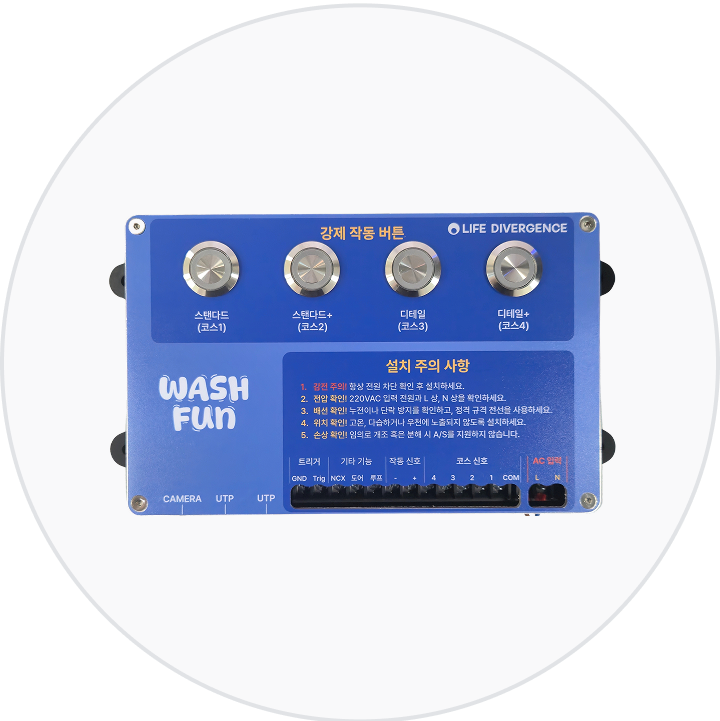 강제 작동 버튼
LIFE DIVERGENCE
스탠다드 스탠다드+ 디테일 디테일+
(코스1) (코스2) (코스3) (코스4)
WASH
FUN
설치 주의 사항
1. 감전 주의! 항상 전원 차단 확인 후 설치하세요.
2. 전압 확인! 220VAC 입력 전원과 L 상, N 상을 확인하세요.
3. 배선 확인! 누전이나 단락 방지를 확인하고, 정격 규격 전선을 사용하세요.
4. 위치 확인! 고온, 다습하거나 우천에 노출되지 않도록 설치하세요.
5. 손상 확인! 임의로 개조 혹은 분해 시 A/S를 지원하지 않습니다.
트리거 기타 기능 작동 신호 코스 신호 AC 입력
GND Trig NCX 도어 루프 - + 4 3 2 1 COM L N
CAMERA UTP UTP